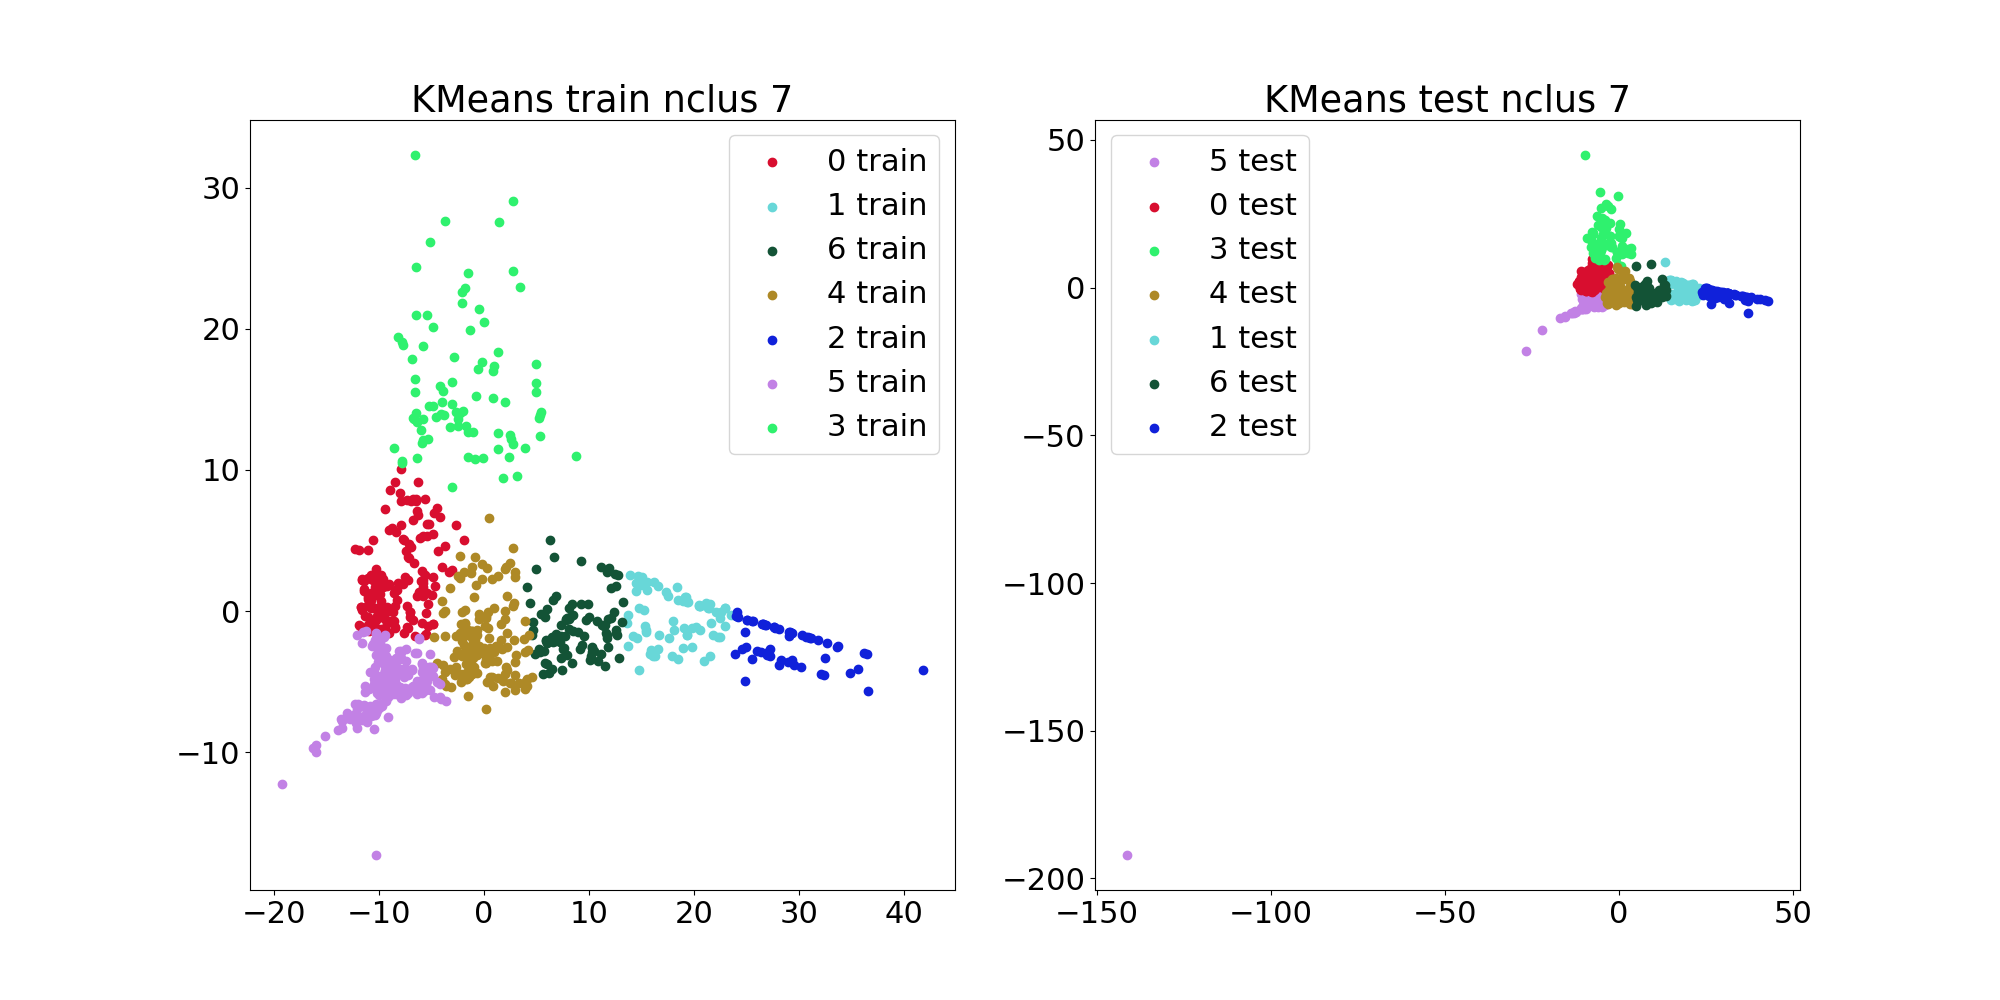 KMeans train nclus 7
30
20
10
0
−10
−20
−10
0
10
20
30
40
0 train
1 train
6 train
4 train
2 train
5 train
3 train
KMeans test nclus 7
50
0
−50
−100
−150
−200
−150
−100
−50
0
50
5 test
0 test
3 test
4 test
1 test
6 test
2 test